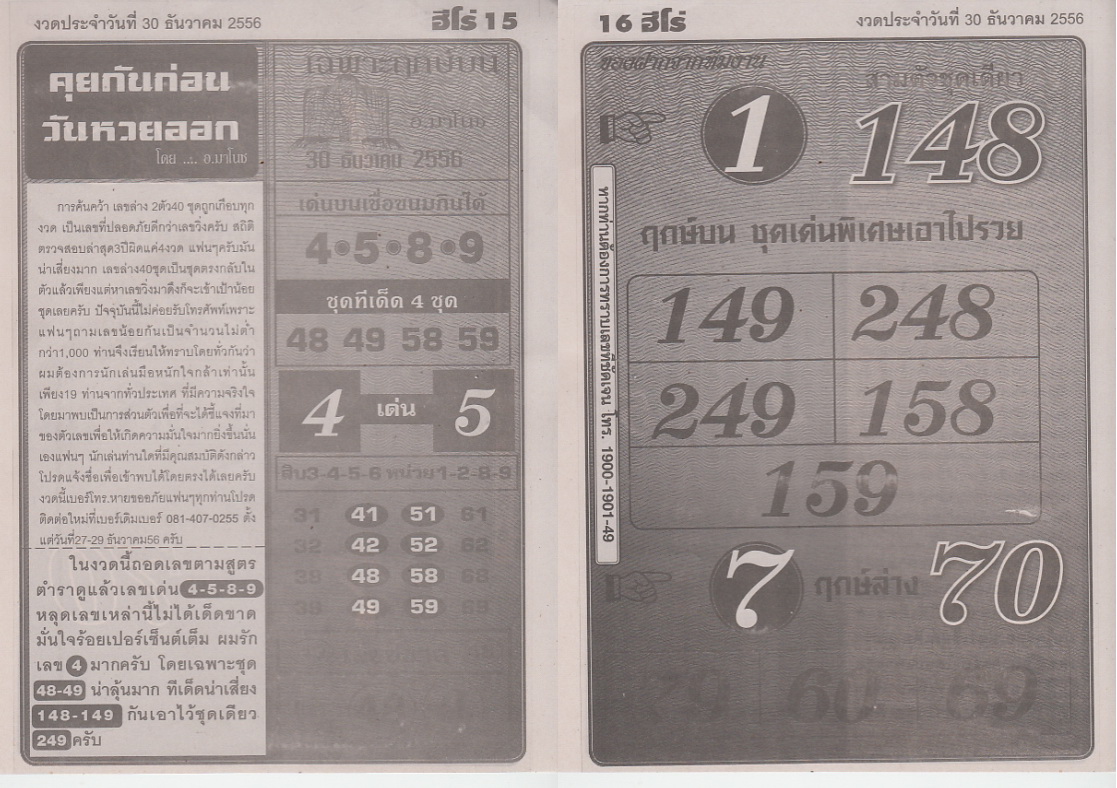 งวดประจำวันที่ 30 ธันวาคม 2556
ฮีโร่ 15
คุยกันก่อน
วันหวยออก
โดย ..... อ.มาโนช
การค้นคว้า เลขล่าง 2ตัว40 ชุดถูกเกือบทุก
งวด เป็นเลขที่ปลอดภัยดีกว่าเลขวิ่งครับ สถิติ
ตรวจสอบล่าสุด3ปีผิดแค่4งวด แฟนๆครับมัน
น่าเสี่ยงมาก เลขล่าง40ชุดเป็นชุดตรงกลับใน
ตัวแล้วเพียงแต่หาเลขวิ่งมาดึงก็จะเข้าเป้าน้อย
ชุดเลยครับ ปัจจุบันนี้ไม่ค่อยรับโทรศัพท์เพราะ
แฟนๆถามเลขน้อยกันเป็นจำนวนไม่ต่ำ
กว่า1,000 ท่านจึงเรียนให้ทราบโดยทั่วกันว่า
ผมต้องการนักเล่นมือหนักใจกล้าเท่านั้น
เพียง19 ท่านจากทั่วประเทศ ที่มีความจริงใจ
โดยมาพบเป็นการส่วนตัวเพื่อที่จะได้ชี้แจงที่มา
ของตัวเลขเพื่อให้เกิดความมั่นใจมากยิ่งขึ้นนั่น
เองแฟนๆ นักเล่นท่านใดที่มีคุณสมบัติดังกล่าว
โปรดแจ้งชื่อเพื่อเข้าพบได้โดยตรงได้เลยครับ
งวดนี้เบอร์โทร.หายขออภัยแฟนๆทุกท่านโปรด
ติดต่อใหม่ที่เบอร์เดิมเบอร์ 081-407-0255 ตั้ง
แต่วันที่27-29 ธันวาคม56 ครับ
ในงวดนี้ถอดเลขตามสูตร
ตำราดูแล้วเลขเด่น 4-5-8-9
หลุดเลขเหล่านี้ไม่ได้เด็ดขาด
มั่นใจร้อยเปอร์เซ็นต์เต็ม ผมรัก
เลข 4 มากครับ โดยเฉพาะชุด
48-49 น่าลุ้นมาก ทีเด็ดน่าเสี่ยง
148-149 กันเอาไว้ชุดเดียว
249 ครับ
เฉพาะฤกษ์บน
อ.มาโนช
30 ธันวาคม 2556
เด่นบนเชื่อขนมกินได้
4•5•8•9
ชุดทีเด็ด 4 ชุด
48 49 58 59
4 เด่น 5
สิบ3-4-5-6 หน่วย1-2-8-9
31 41 51 61
32 42 52 62
38 48 58 68
39 49 59 69
16 ฮีโร่
งวดประจำวันที่ 30 ธันวาคม 2556
ของฝากจากทีมงาน
สามตัวชุดเดียว
1 148
ฤกษ์บน ชุดเด่นพิเศษเอาไปรวย
149 248
249 158
159
หากท่านต้องการทราบเลขที่ชัดเจน โทร. 1900-1901-49
7 ฤกษ์ล่าง 70
60 69